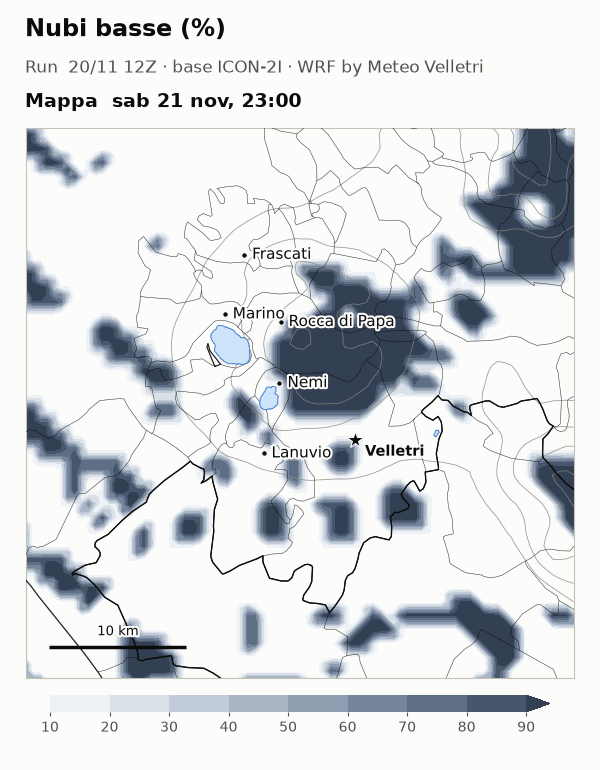 Nubi basse (%)
Run  20/11 12Z · base ICON-2I · WRF by Meteo Velletri
Mappa  sab 21 nov, 23:00
Frascati
Marino
Rocca di Papa
Nemi
Lanuvio
Velletri
10 km
10 20 30 40 50 60 70 80 90